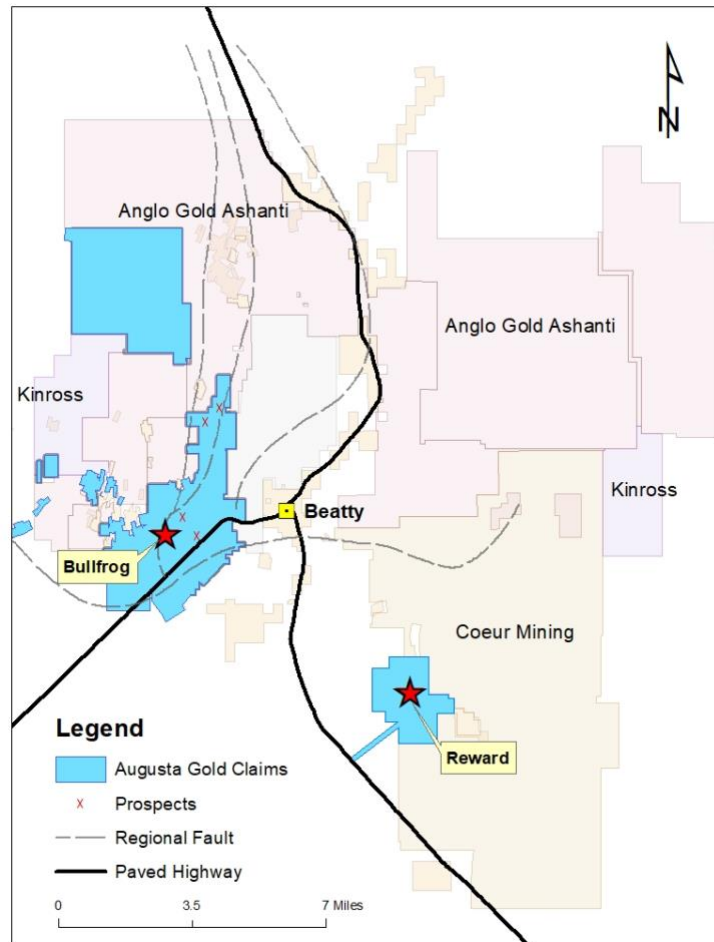 N
Anglo Gold Ashanti
Anglo Gold Ashanti
Kinross
Kinross
Beatty
Bullfrog
Coeur Mining
Reward
Legend
Augusta Gold Claims
x Prospects
Regional Fault
Paved Highway
0 3.5 7 Miles